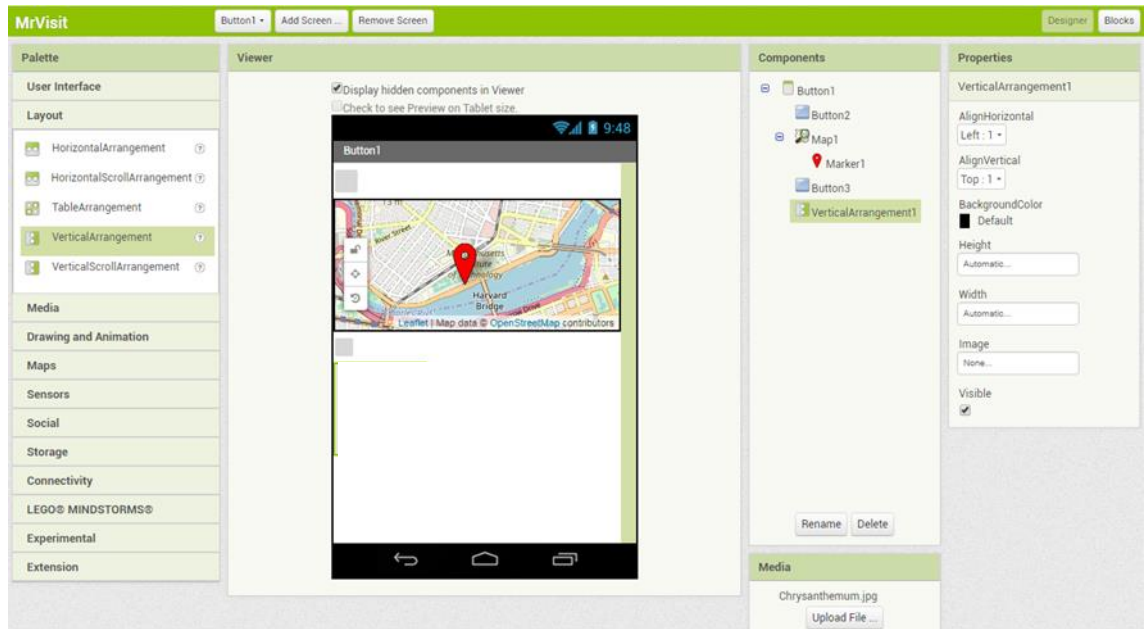 MrVisit
Button1
Add Screen ...
Remove Screen
Designer
Blocks
Palette
User Interface
Layout
HorizontalArrangement
HorizontalScrollArrangement
TableArrangement
VerticalArrangement
VerticalScrollArrangement
Media
Drawing and Animation
Maps
Sensors
Social
Storage
Connectivity
LEGO® MINDSTORMS®
Experimental
Extension
Viewer
Display hidden components in Viewer
Check to see Preview on Tablet size.
9:48
Button1
River Street
Harvard
Bridge
Leaflet | Map data © OpenStreetMap contributors
Components
Button1
Button2
Map1
Marker1
Button3
VerticalArrangement1
Rename
Delete
Media
Chrysanthemum.jpg
Upload File ...
Properties
VerticalArrangement1
AlignHorizontal
Left : 1
AlignVertical
Top : 1
BackgroundColor
Default
Height
Automatic...
Width
Automatic...
Image
None...
Visible